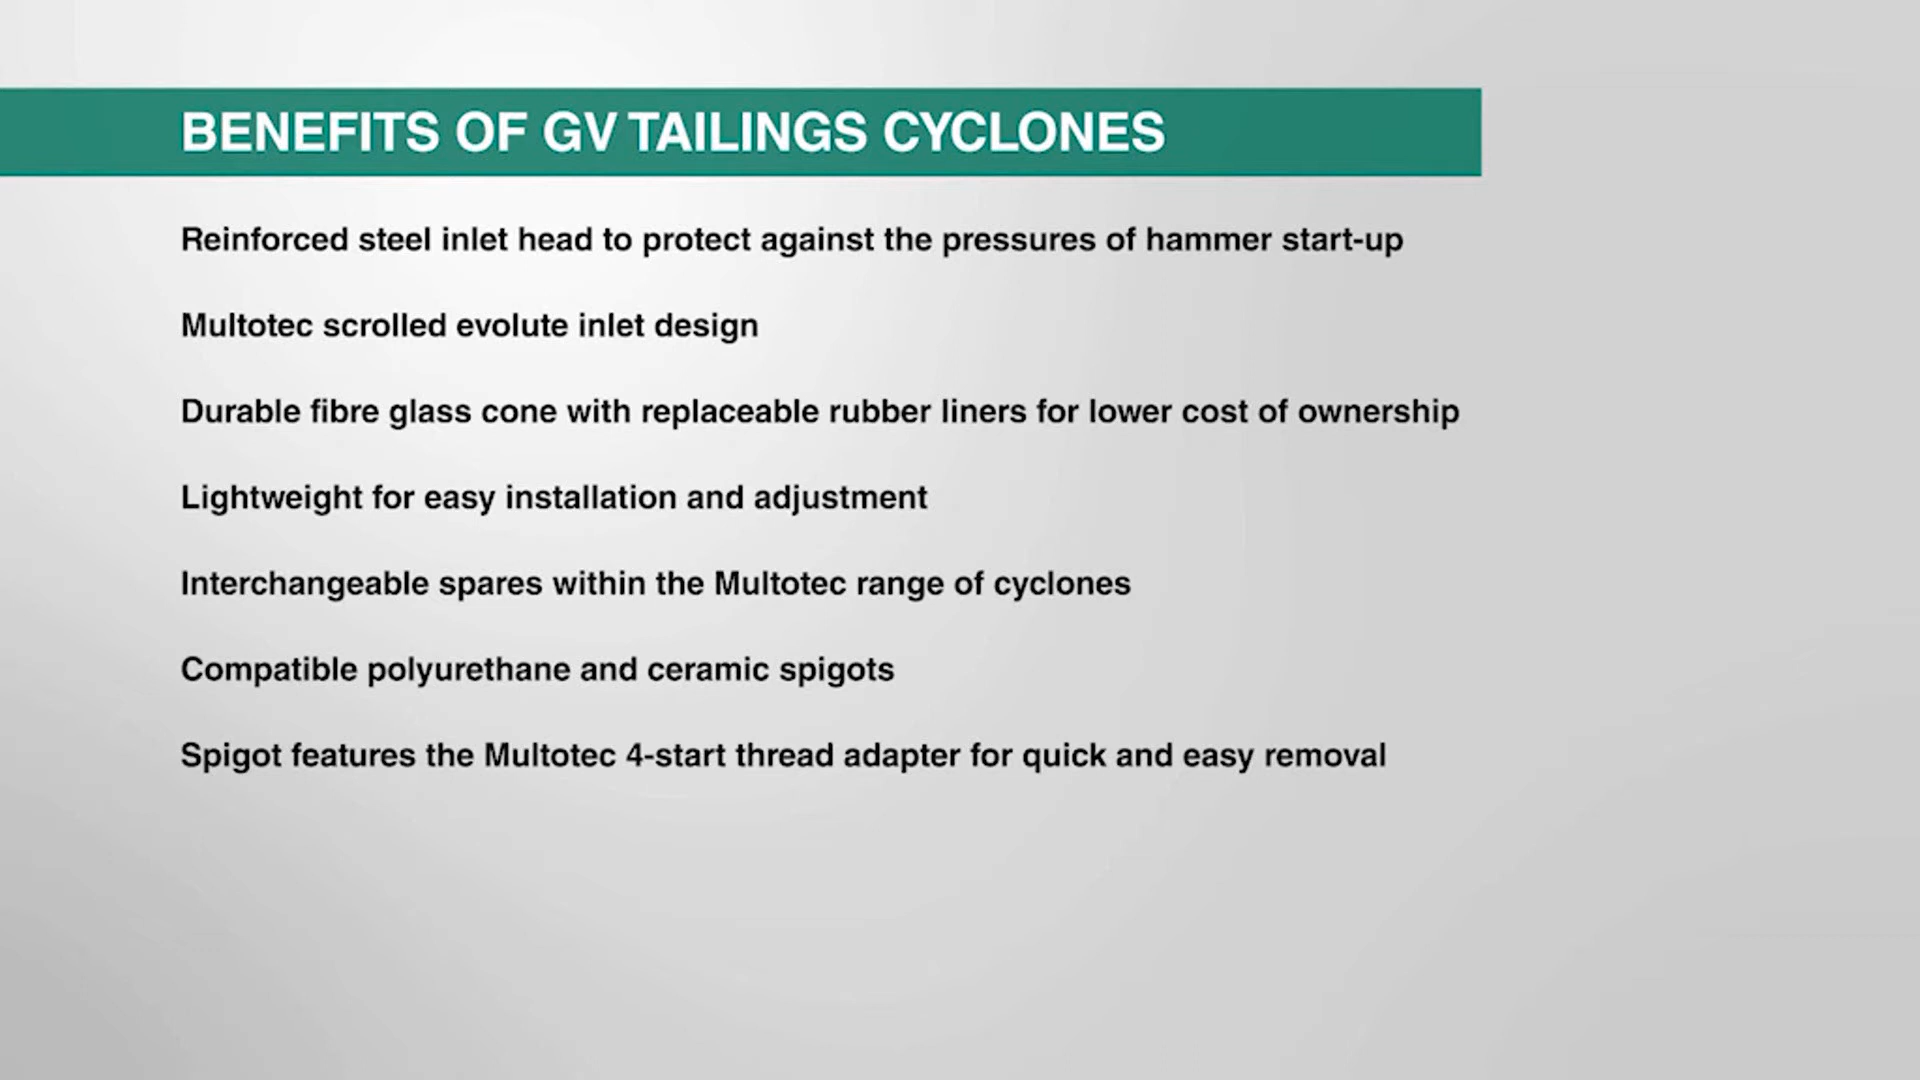 BENEFITS OF GV TAILINGS CYCLONES
Reinforced steel inlet head to protect against the pressures of hammer start-up
Multotec scrolled evolute inlet design
Durable fibre glass cone with replaceable rubber liners for lower cost of ownership
Lightweight for easy installation and adjustment
Interchangeable spares within the Multotec range of cyclones
Compatible polyurethane and ceramic spigots
Spigot features the Multotec 4-start thread adapter for quick and easy removal